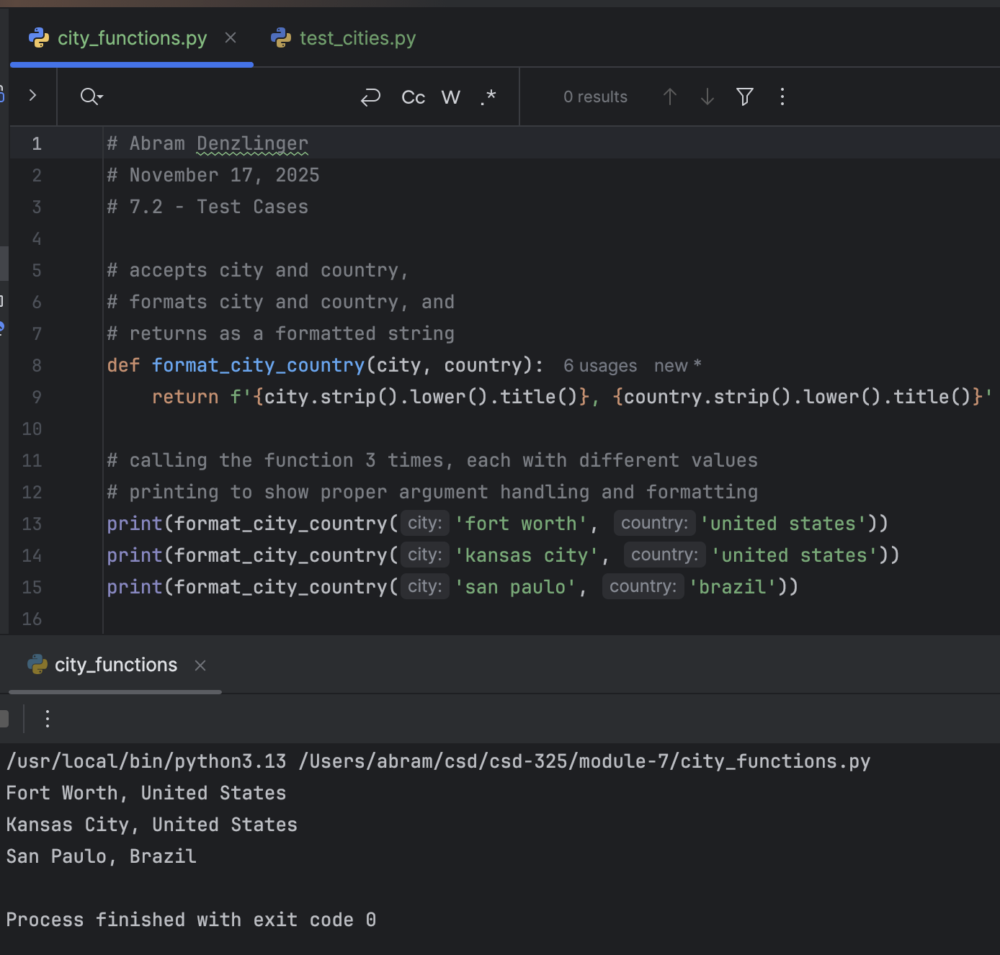 city_functions.py
test_cities.py
Cc W .*
0 results
1 # Abram Denzlinger
2 # November 17, 2025
3 # 7.2 - Test Cases
4
5 # accepts city and country,
6 # formats city and country, and
7 # returns as a formatted string
8 def format_city_country(city, country): 6 usages new *
9     return f'{city.strip().lower().title()}, {country.strip().lower().title()}'
10
11 # calling the function 3 times, each with different values
12 # printing to show proper argument handling and formatting
13 print(format_city_country( city: 'fort worth', country: 'united states'))
14 print(format_city_country( city: 'kansas city', country: 'united states'))
15 print(format_city_country( city: 'san paulo', country: 'brazil'))
16
city_functions
/usr/local/bin/python3.13 /Users/abram/csd/csd-325/module-7/city_functions.py
Fort Worth, United States
Kansas City, United States
San Paulo, Brazil
Process finished with exit code 0